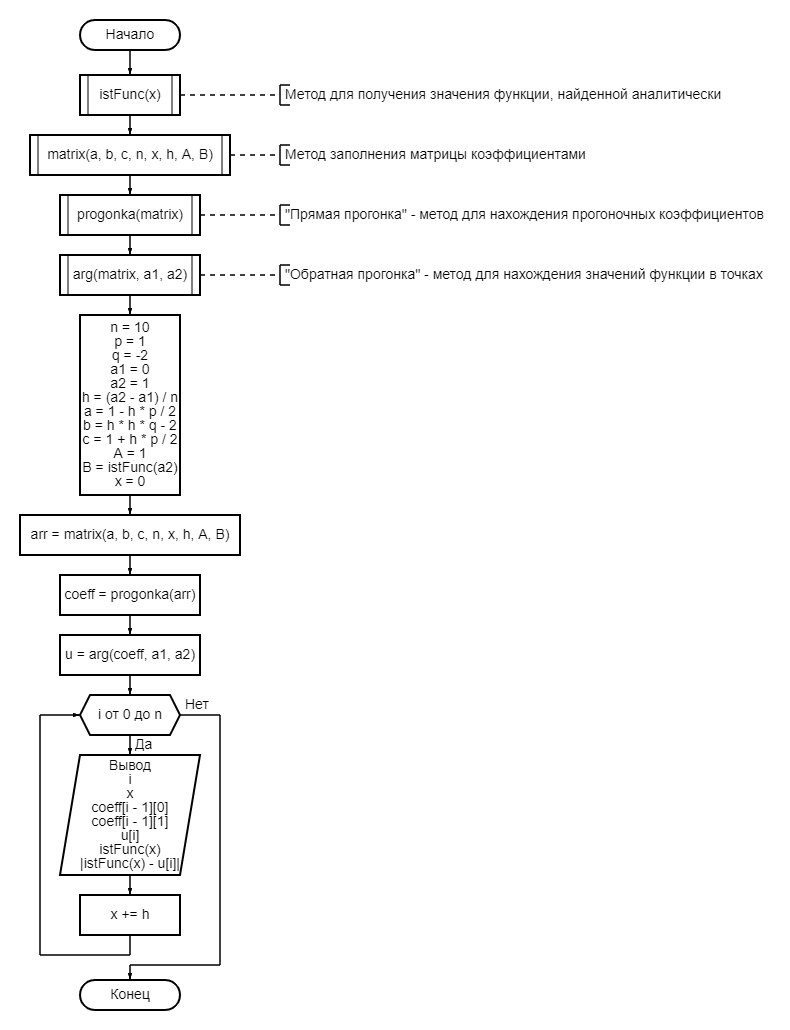 Начало
istFunc(x)
Метод для получения значения функции, найденной аналитически
matrix(a, b, c, n, x, h, A, B)
Метод заполнения матрицы коэффициентами
progonka(matrix)
"Прямая прогонка" - метод для нахождения прогоночных коэффициентов
arg(matrix, a1, a2)
"Обратная прогонка" - метод для нахождения значений функции в точках
n = 10
p = 1
q = -2
a1 = 0
a2 = 1
h = (a2 - a1) / n
a = 1 - h * p / 2
b = h * h * q - 2
c = 1 + h * p / 2
A = 1
B = istFunc(a2)
x = 0
arr = matrix(a, b, c, n, x, h, A, B)
coeff = progonka(arr)
u = arg(coeff, a1, a2)
Нет
i от 0 до n
Да
Вывод
i
x
coeff[i - 1][0]
coeff[i - 1][1]
u[i]
istFunc(x)
|istFunc(x) - u[i]|
x += h
Конец